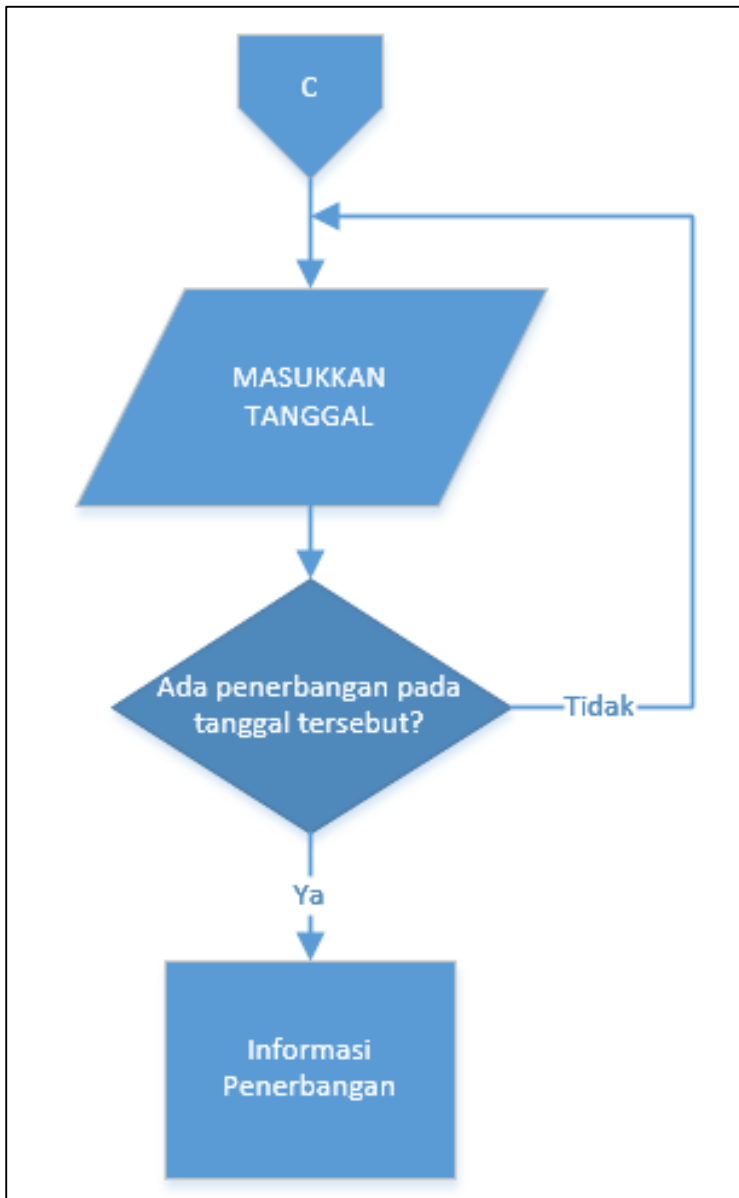 C
MASUKKAN
TANGGAL
Ada penerbangan pada
tanggal tersebut?
Tidak
Ya
Informasi
Penerbangan